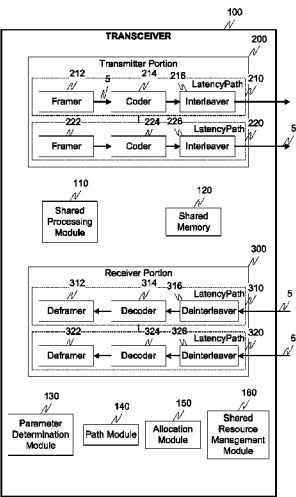 100
TRANSCEIVER
200
Transmitter Portion
212 5 214 216 210
LatencyPath
Framer Coder Interleaver
222 224 226 220
LatencyPath 5
Framer Coder Interleaver
110
Shared
Processing
Module
120
Shared
Memory
300
Receiver Portion
312 314 316 310
LatencyPath 5
Deframer Decoder Deinterleaver
322 324 326 320
LatencyPath 5
Deframer Decoder Deinterleaver
130
Parameter
Determination
Module
140
Path Module
150
Allocation
Module
160
Shared
Resource
Management
Module